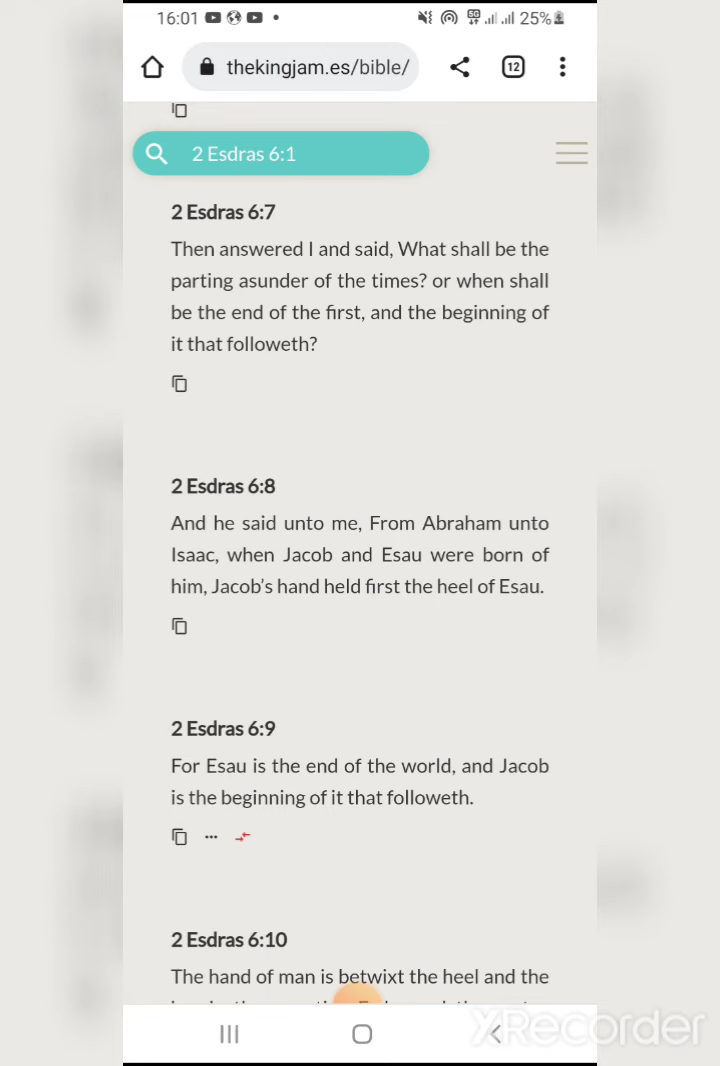 16:01 5G 25%
thekingjam.es/bible/ 12
2 Esdras 6:1
2 Esdras 6:7
Then answered I and said, What shall be the
parting asunder of the times? or when shall
be the end of the first, and the beginning of
it that followeth?
2 Esdras 6:8
And he said unto me, From Abraham unto
Isaac, when Jacob and Esau were born of
him, Jacob's hand held first the heel of Esau.
2 Esdras 6:9
For Esau is the end of the world, and Jacob
is the beginning of it that followeth.
2 Esdras 6:10
The hand of man is betwixt the heel and the
XRecorder